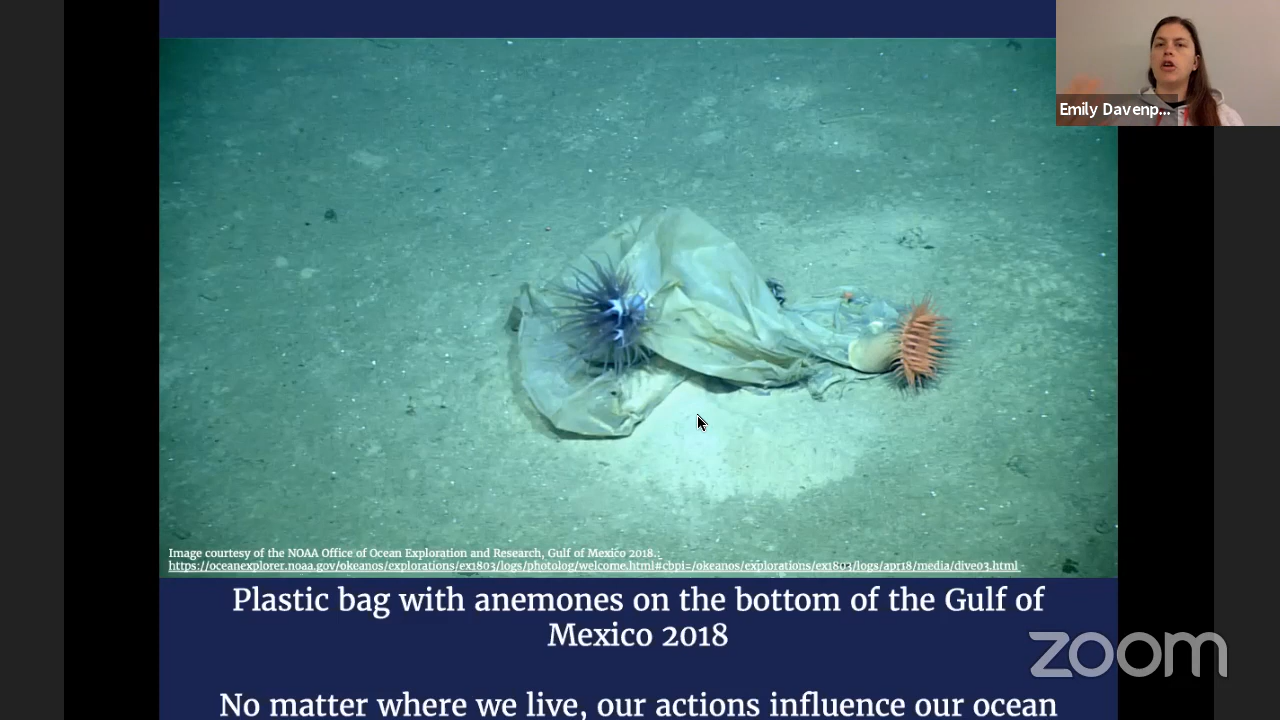 Emily Davenp...
Image courtesy of the NOAA Office of Ocean Exploration and Research, Gulf of Mexico 2018.:
https://oceanexplorer.noaa.gov/okeanos/explorations/ex1803/logs/photolog/welcome.html#cbpi=/okeanos/explorations/ex1803/logs/apr18/media/dive03.html
Plastic bag with anemones on the bottom of the Gulf of
Mexico 2018
zoom
No matter where we live, our actions influence our ocean